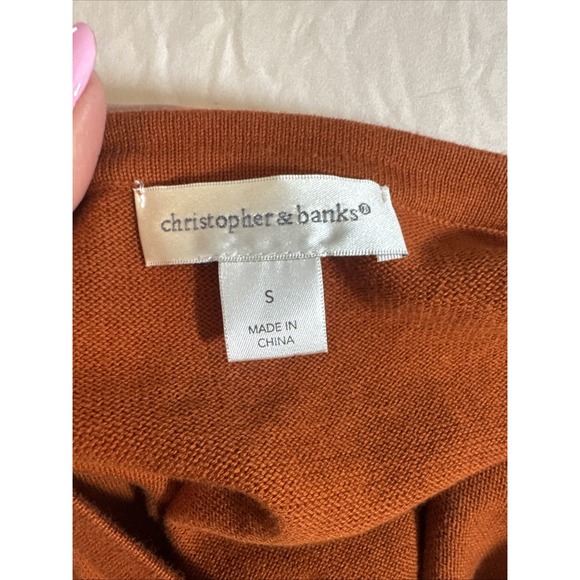 christopher & banks®
S
MADE IN
CHINA